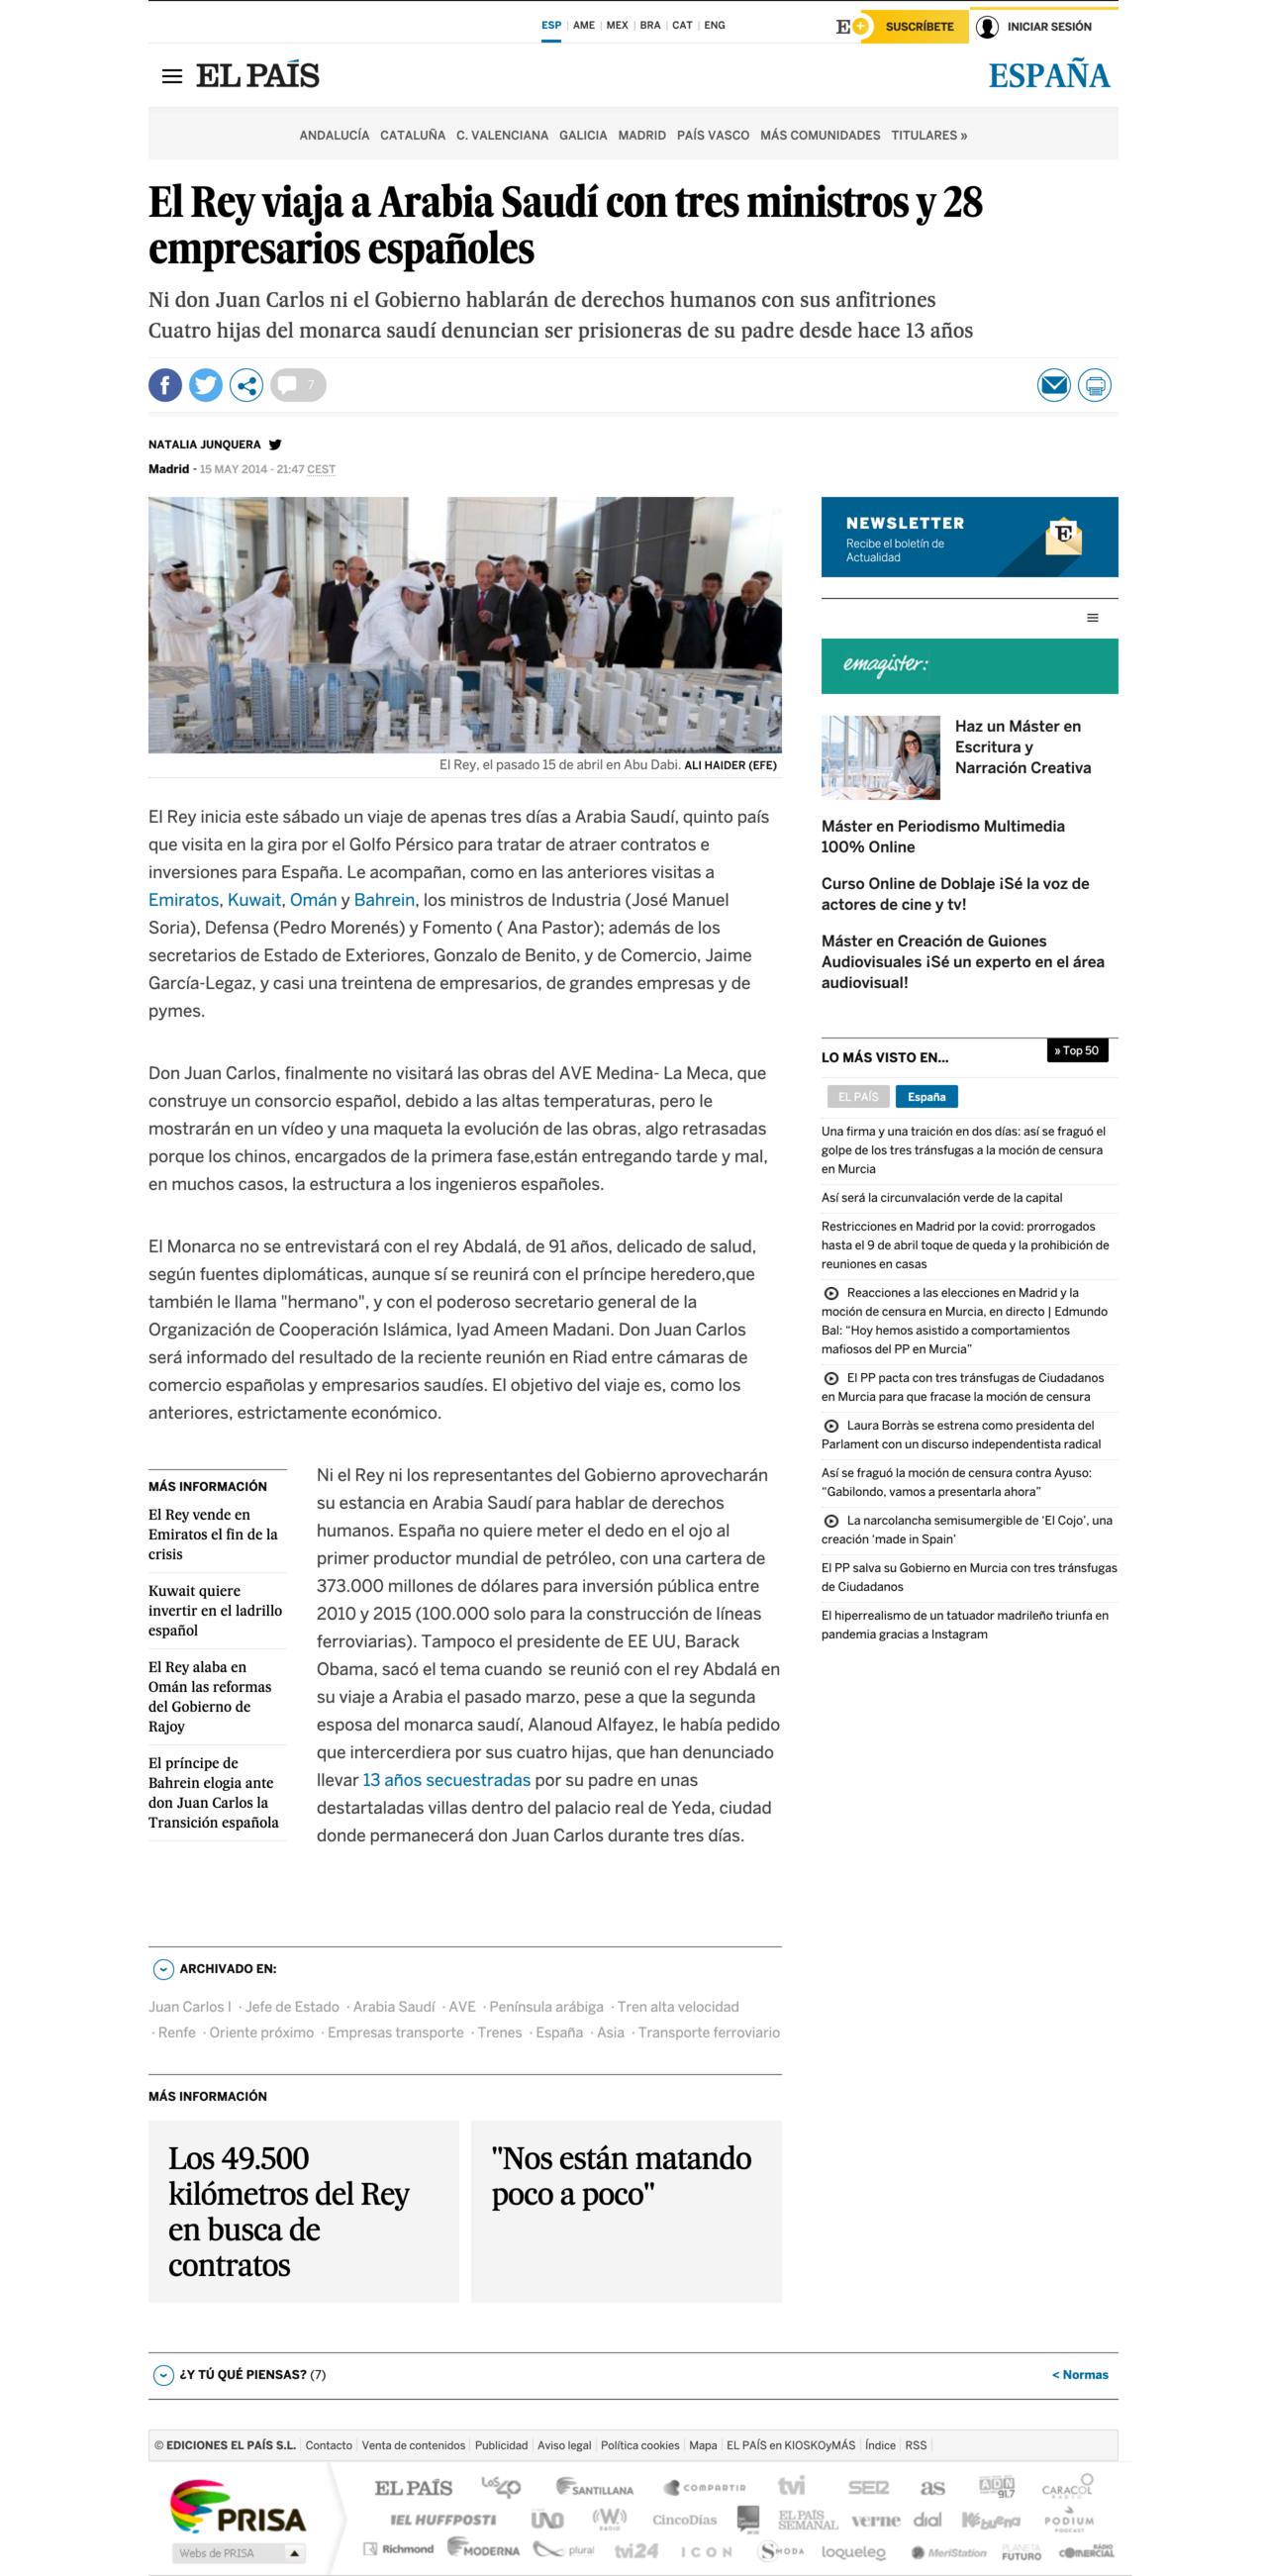 ESP AME MEX BRA CAT ENG
E+ SUSCRÍBETE INICIAR SESIÓN
EL PAÍS
ESPAÑA
ANDALUCÍA CATALUÑA C. VALENCIANA GALICIA MADRID PAÍS VASCO MÁS COMUNIDADES TITULARES »
El Rey viaja a Arabia Saudí con tres ministros y 28
empresarios españoles
Ni don Juan Carlos ni el Gobierno hablarán de derechos humanos con sus anfitriones
Cuatro hijas del monarca saudí denuncian ser prisioneras de su padre desde hace 13 años
7
NATALIA JUNQUERA
Madrid - 15 MAY 2014 - 21:47 CEST
El Rey, el pasado 15 de abril en Abu Dabi. ALI HAIDER (EFE)
El Rey inicia este sábado un viaje de apenas tres días a Arabia Saudí, quinto país
que visita en la gira por el Golfo Pérsico para tratar de atraer contratos e
inversiones para España. Le acompañan, como en las anteriores visitas a
Emiratos, Kuwait, Omán y Bahrein, los ministros de Industria (José Manuel
Soria), Defensa (Pedro Morenés) y Fomento ( Ana Pastor); además de los
secretarios de Estado de Exteriores, Gonzalo de Benito, y de Comercio, Jaime
García-Legaz, y casi una treintena de empresarios, de grandes empresas y de
pymes.
Don Juan Carlos, finalmente no visitará las obras del AVE Medina- La Meca, que
construye un consorcio español, debido a las altas temperaturas, pero le
mostrarán en un vídeo y una maqueta la evolución de las obras, algo retrasadas
porque los chinos, encargados de la primera fase,están entregando tarde y mal,
en muchos casos, la estructura a los ingenieros españoles.
El Monarca no se entrevistará con el rey Abdalá, de 91 años, delicado de salud,
según fuentes diplomáticas, aunque sí se reunirá con el príncipe heredero,que
también le llama "hermano", y con el poderoso secretario general de la
Organización de Cooperación Islámica, Iyad Ameen Madani. Don Juan Carlos
será informado del resultado de la reciente reunión en Riad entre cámaras de
comercio españolas y empresarios saudíes. El objetivo del viaje es, como los
anteriores, estrictamente económico.
MÁS INFORMACIÓN
El Rey vende en
Emiratos el fin de la
crisis
Kuwait quiere
invertir en el ladrillo
español
El Rey alaba en
Omán las reformas
del Gobierno de
Rajoy
El príncipe de
Bahrein elogia ante
don Juan Carlos la
Transición española
Ni el Rey ni los representantes del Gobierno aprovecharán
su estancia en Arabia Saudí para hablar de derechos
humanos. España no quiere meter el dedo en el ojo al
primer productor mundial de petróleo, con una cartera de
373.000 millones de dólares para inversión pública entre
2010 y 2015 (100.000 solo para la construcción de líneas
ferroviarias). Tampoco el presidente de EE UU, Barack
Obama, sacó el tema cuando se reunió con el rey Abdalá en
su viaje a Arabia el pasado marzo, pese a que la segunda
esposa del monarca saudí, Alanoud Alfayez, le había pedido
que intercerdiera por sus cuatro hijas, que han denunciado
llevar 13 años secuestradas por su padre en unas
destartaladas villas dentro del palacio real de Yeda, ciudad
donde permanecerá don Juan Carlos durante tres días.
NEWSLETTER
Recibe el boletín de
Actualidad
E
emagister:
Haz un Máster en
Escritura y
Narración Creativa
Máster en Periodismo Multimedia
100% Online
Curso Online de Doblaje ¡Sé la voz de
actores de cine y tv!
Máster en Creación de Guiones
Audiovisuales ¡Sé un experto en el área
audiovisual!
LO MÁS VISTO EN...
» Top 50
EL PAÍS España
Una firma y una traición en dos días: así se fraguó el
golpe de los tres tránsfugas a la moción de censura
en Murcia
Así será la circunvalación verde de la capital
Restricciones en Madrid por la covid: prorrogados
hasta el 9 de abril toque de queda y la prohibición de
reuniones en casas
Reacciones a las elecciones en Madrid y la
moción de censura en Murcia, en directo | Edmundo
Bal: “Hoy hemos asistido a comportamientos
mafiosos del PP en Murcia”
El PP pacta con tres tránsfugas de Ciudadanos
en Murcia para que fracase la moción de censura
Laura Borràs se estrena como presidenta del
Parlament con un discurso independentista radical
Así se fraguó la moción de censura contra Ayuso:
“Gabilondo, vamos a presentarla ahora”
La narcolancha semisumergible de ‘El Cojo’, una
creación ‘made in Spain’
El PP salva su Gobierno en Murcia con tres tránsfugas
de Ciudadanos
El hiperrealismo de un tatuador madrileño triunfa en
pandemia gracias a Instagram
ARCHIVADO EN:
Juan Carlos I · Jefe de Estado · Arabia Saudí · AVE · Península arábiga · Tren alta velocidad
· Renfe · Oriente próximo · Empresas transporte · Trenes · España · Asia · Transporte ferroviario
MÁS INFORMACIÓN
Los 49.500
kilómetros del Rey
en busca de
contratos
"Nos están matando
poco a poco"
¿Y TÚ QUÉ PIENSAS? (7)
< Normas
© EDICIONES EL PAÍS S.L. Contacto Venta de contenidos Publicidad Aviso legal Política cookies Mapa EL PAÍS en KIOSKOyMÁS Índice RSS
PRISA
Webs de PRISA
EL PAÍS LOS40 SANTILLANA COMPARTIR tvi SER as ADN 91.7 CARACOL RADIO
EL HUFFPOST UNO W RADIO CincoDías EL PAÍS SEMANAL verne dial Ké buena PODIUM PODCAST
Richmond MODERNA plural tvi24 ICON S MODA loqueleo MeriStation PLANETA FUTURO RADIO COMERCIAL